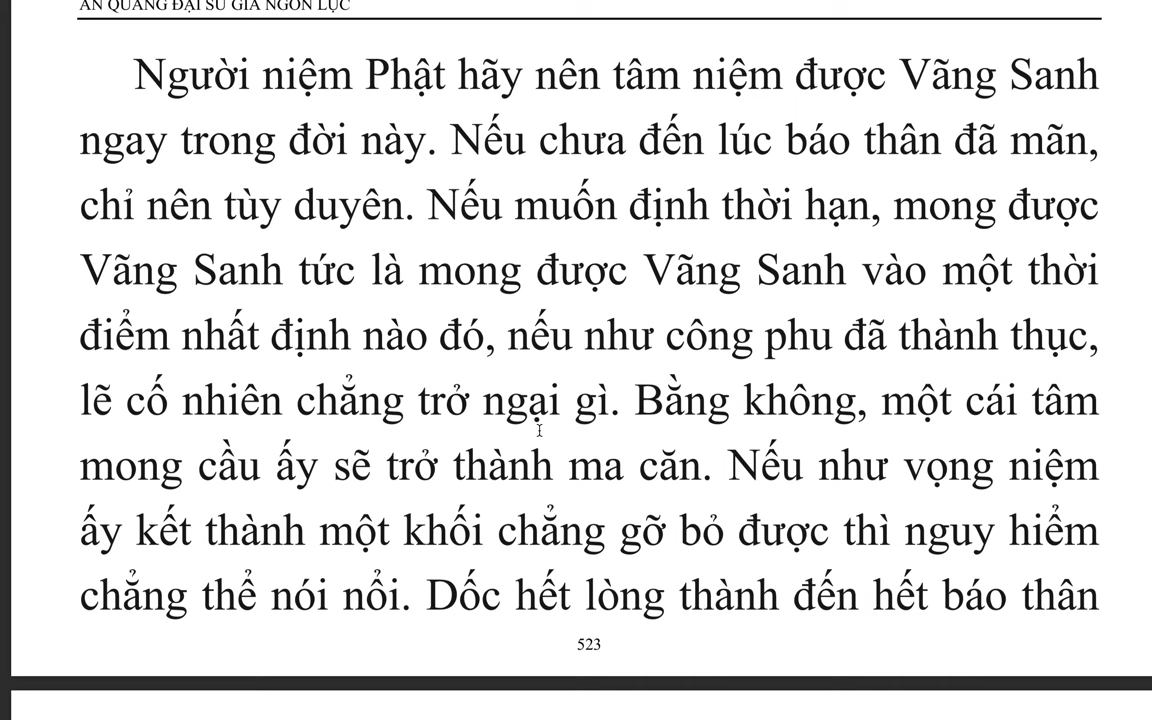 ẤN QUANG ĐẠI SƯ GIA NGÔN LỤC
Người niệm Phật hãy nên tâm niệm được Vãng Sanh
ngay trong đời này. Nếu chưa đến lúc báo thân đã mãn,
chỉ nên tùy duyên. Nếu muốn định thời hạn, mong được
Vãng Sanh tức là mong được Vãng Sanh vào một thời
điểm nhất định nào đó, nếu như công phu đã thành thục,
lẽ cố nhiên chẳng trở ngại gì. Bằng không, một cái tâm
mong cầu ấy sẽ trở thành ma căn. Nếu như vọng niệm
ấy kết thành một khối chẳng gỡ bỏ được thì nguy hiểm
chẳng thể nói nổi. Dốc hết lòng thành đến hết báo thân
523